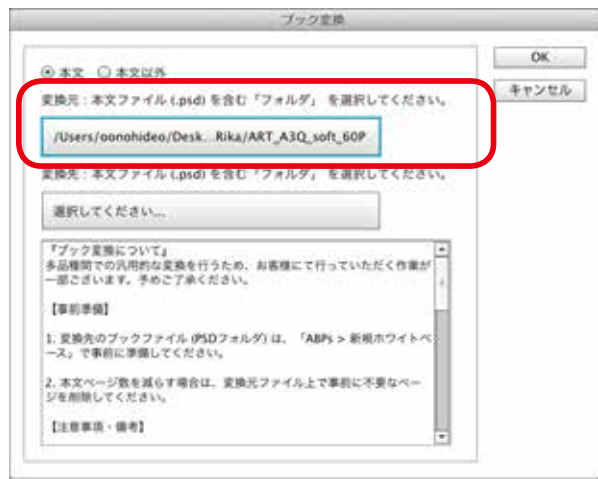 ブック変換
本文 本文以外
OK
キャンセル
変換元:本文ファイル (.psd) を含む「フォルダ」 を選択してください。
/Users/oonohideo/Desk...Rika/ART_A3Q_soft_60P
変換先:本文ファイル (.psd) を含む「フォルダ」 を選択してください。
選択してください...
『ブック変換について』
多品種間での汎用的な変換を行うため、お客様にて行っていただく作業が
一部ございます。予めご了承ください。
【事前準備】
1. 変換先のブックファイル (PSDフォルダ) は、「ABPs > 新規ホワイトベ
ース」で事前に準備してください。
2. 本文ページ数を減らす場合は、変換元ファイル上で事前に不要なペー
ジを削除してください。
【注意事項・備考】